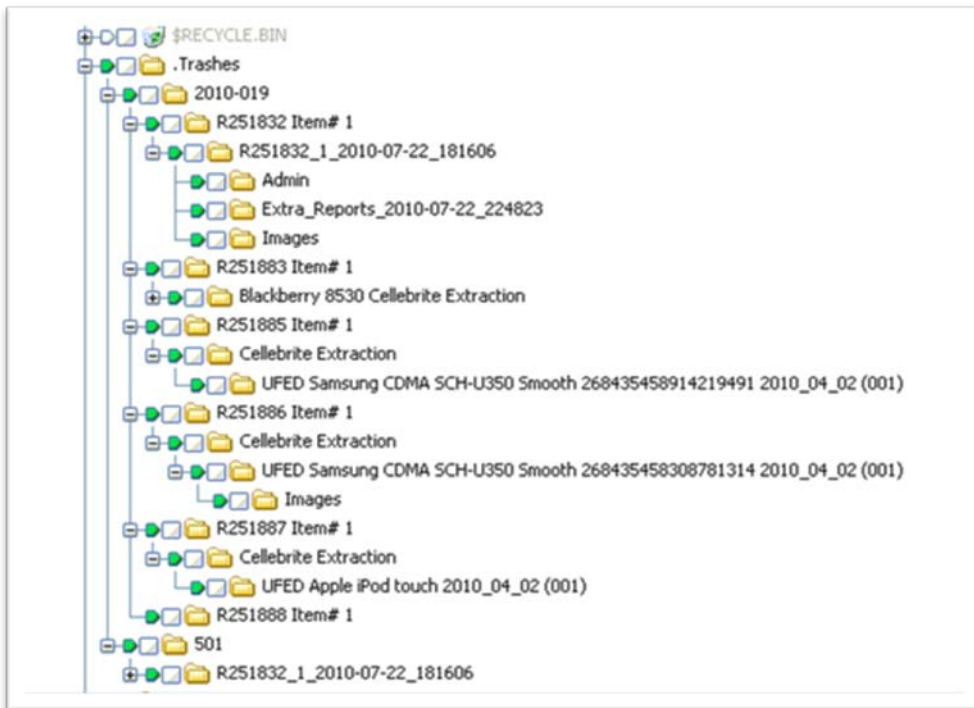 $RECYCLE.BIN
.Trashes
2010-019
R251832 Item# 1
R251832_1_2010-07-22_181606
Admin
Extra_Reports_2010-07-22_224823
Images
R251883 Item# 1
Blackberry 8530 Cellebrite Extraction
R251885 Item# 1
Cellebrite Extraction
UFED Samsung CDMA SCH-U350 Smooth 268435458914219491 2010_04_02 (001)
R251886 Item# 1
Cellebrite Extraction
UFED Samsung CDMA SCH-U350 Smooth 268435458308781314 2010_04_02 (001)
Images
R251887 Item# 1
Cellebrite Extraction
UFED Apple iPod touch 2010_04_02 (001)
R251888 Item# 1
501
R251832_1_2010-07-22_181606